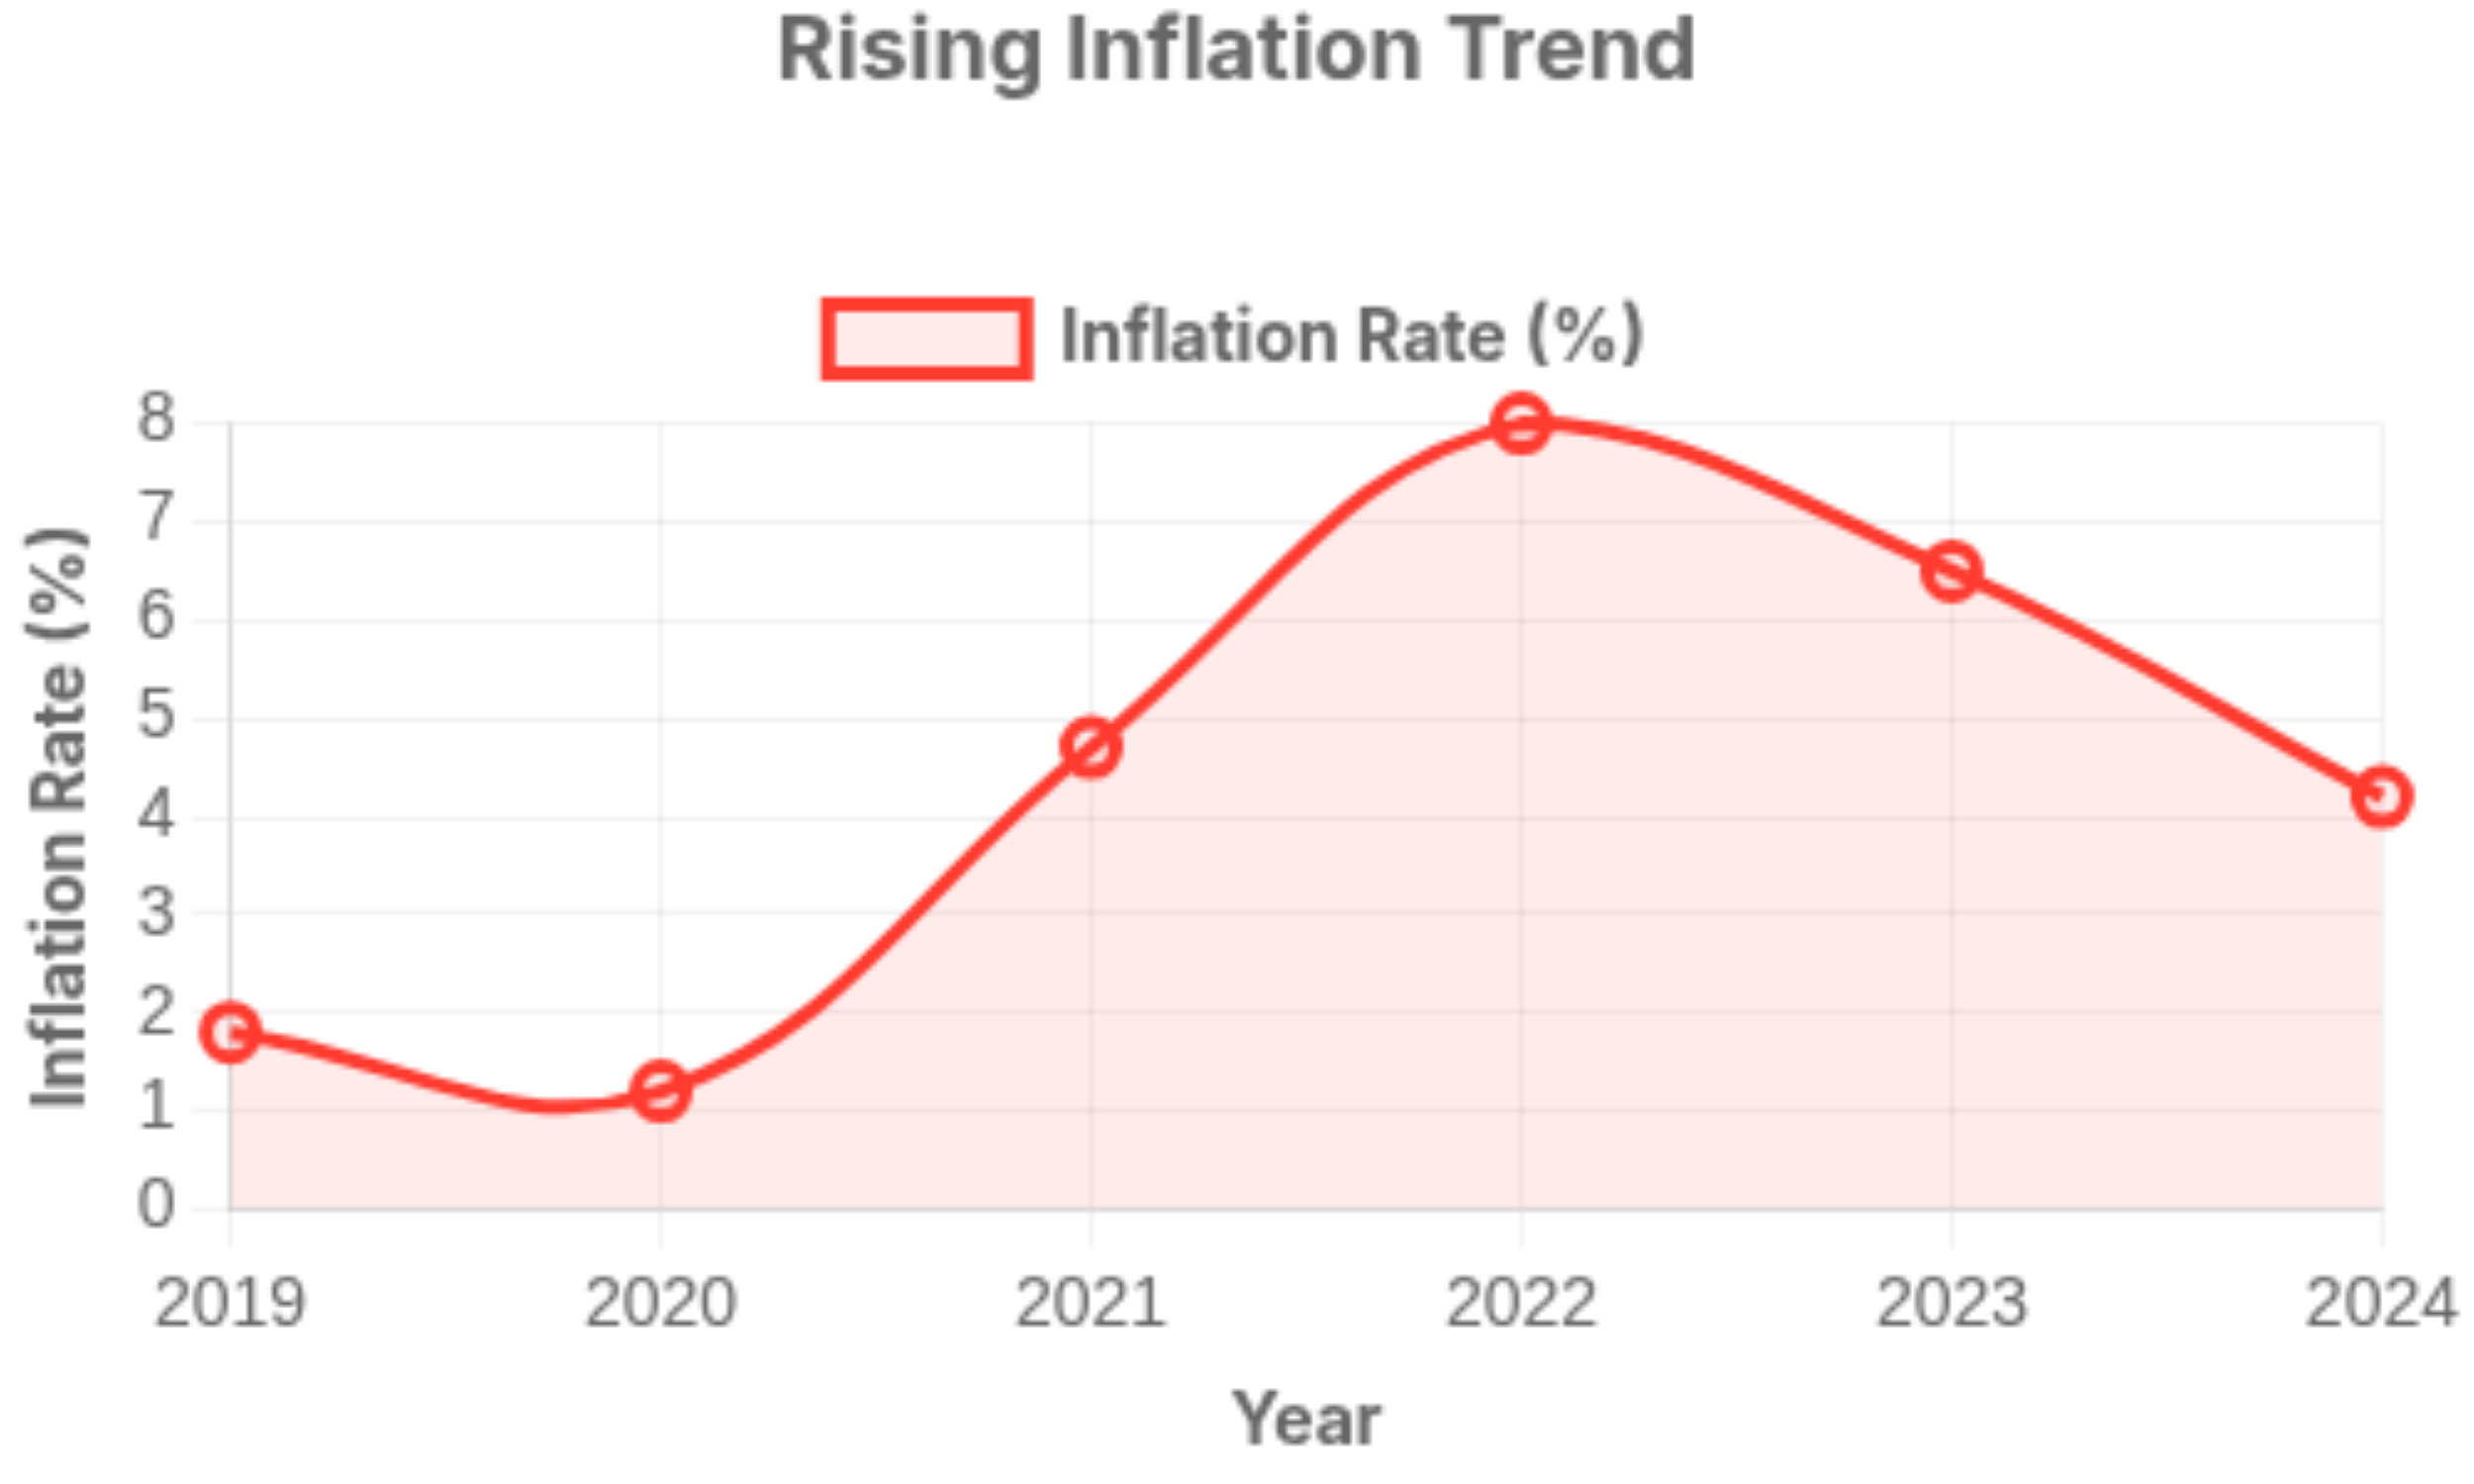 Rising Inflation Trend
Inflation Rate (%)
Inflation Rate (%)
8
7
6
5
4
3
2
1
0
2019 2020 2021 2022 2023 2024
Year